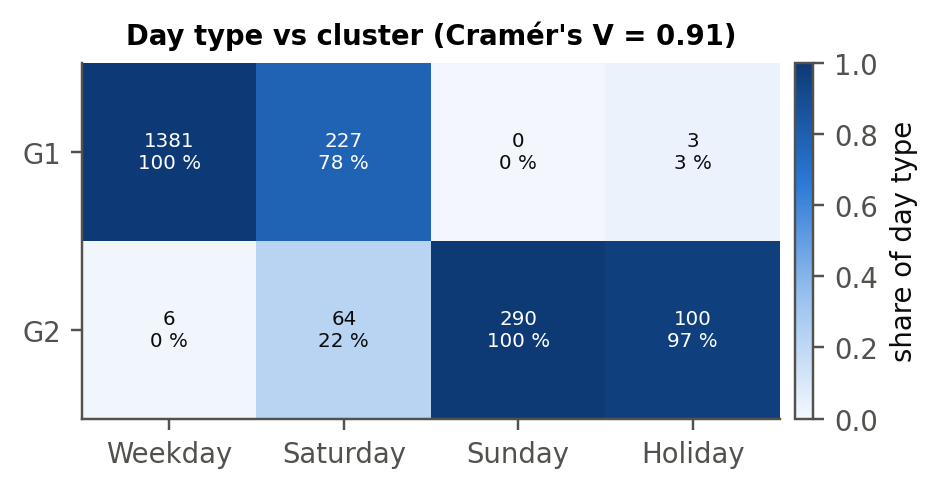 Day type vs cluster (Cramér's V = 0.91)
G1
1381
100 %
227
78 %
0
0 %
3
3 %
G2
6
0 %
64
22 %
290
100 %
100
97 %
Weekday
Saturday
Sunday
Holiday
1.0
0.8
0.6
0.4
0.2
0.0
share of day type